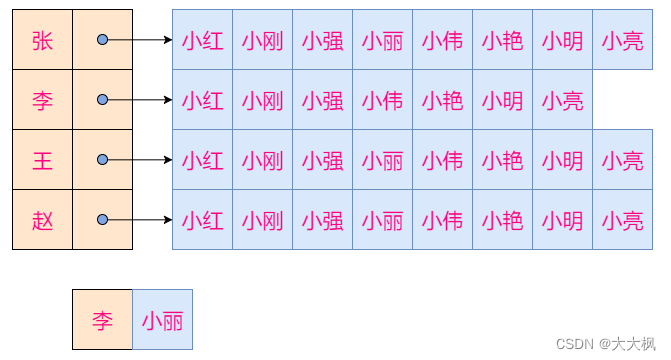 张 小红 小刚 小强 小丽 小伟 小艳 小明 小亮
李 小红 小刚 小强 小伟 小艳 小明 小亮
王 小红 小刚 小强 小丽 小伟 小艳 小明 小亮
赵 小红 小刚 小强 小丽 小伟 小艳 小明 小亮
李 小丽
CSDN @大大枫